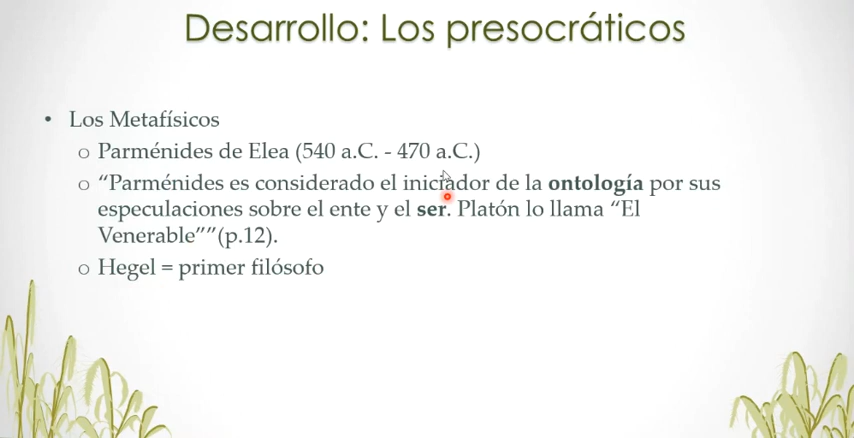 Desarrollo: Los presocráticos
• Los Metafísicos
o Parménides de Elea (540 a.C. - 470 a.C.)
o “Parménides es considerado el iniciador de la ontología por sus
especulaciones sobre el ente y el ser. Platón lo llama “El
Venerable””(p.12).
o Hegel = primer filósofo